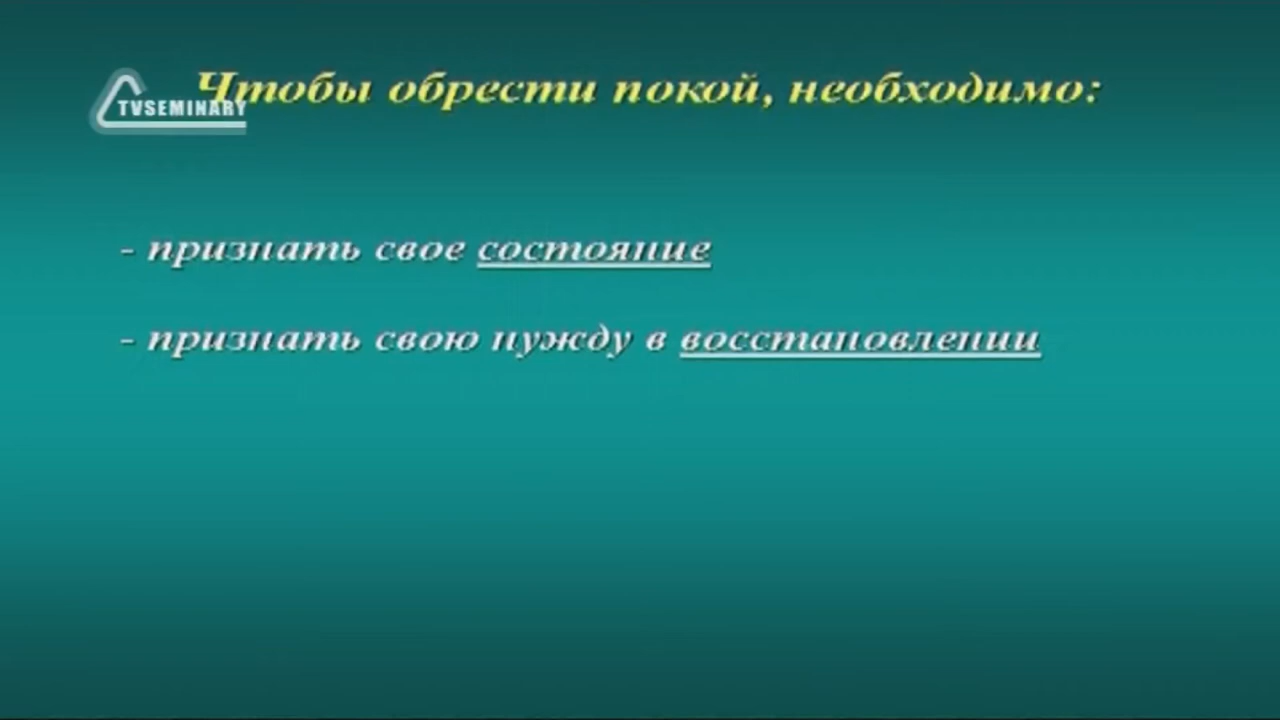 Чтобы обрести покой, необходимо:
TVSEMINARY
- признать свое состояние
- признать свою нужду в восстановлении